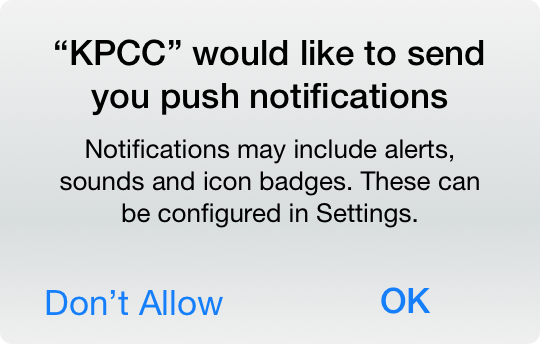 “KPCC” would like to send
you push notifications
Notifications may include alerts,
sounds and icon badges. These can
be configured in Settings.
Don’t Allow OK